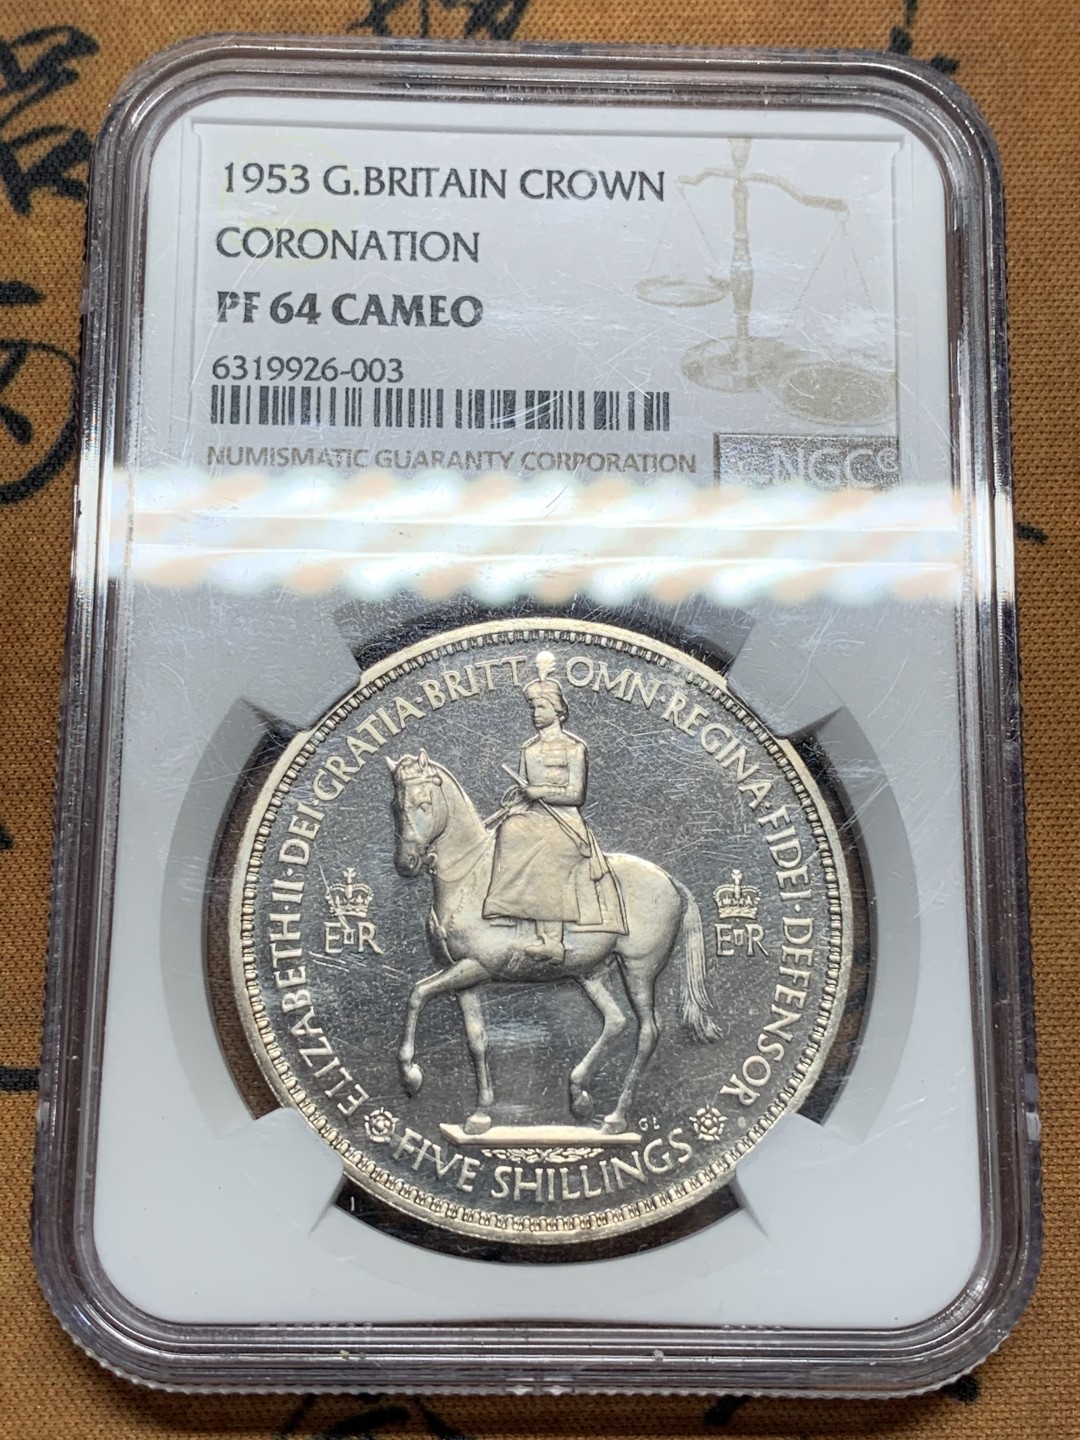 1953 G.BRITAIN CROWN
CORONATION
PF 64 CAMEO
6319926-003
NUMISMATIC GUARANTY CORPORATION
NGC®
ELIZABETH II · DEI · GRATIA · BRITT · OMN · REGINA · FIDEI · DEFENSOR
EIIR
EIIR
GL
FIVE SHILLINGS